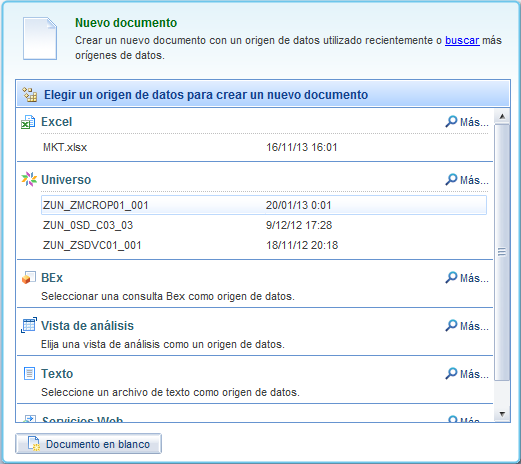 Nuevo documento
Crear un nuevo documento con un origen de datos utilizado recientemente o buscar más
orígenes de datos.
Elegir un origen de datos para crear un nuevo documento
Excel Más...
MKT.xlsx 16/11/13 16:01
Universo Más...
ZUN_ZMCROP01_001 20/01/13 0:01
ZUN_0SD_C03_03 9/12/12 17:28
ZUN_ZSDVC01_001 18/11/12 20:18
BEx Más...
Seleccionar una consulta Bex como origen de datos.
Vista de análisis Más...
Elija una vista de análisis como un origen de datos.
Texto Más...
Seleccione un archivo de texto como origen de datos.
Servicios Web Más...
Documento en blanco